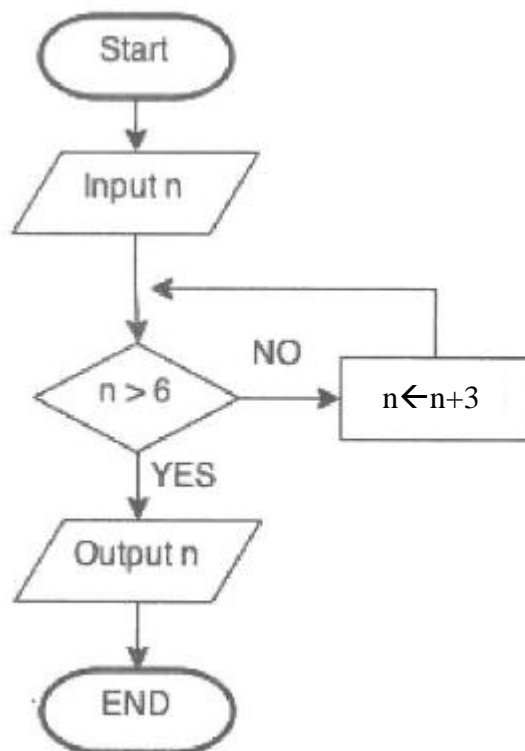 Start
Input n
n > 6
NO
n←n+3
YES
Output n
END